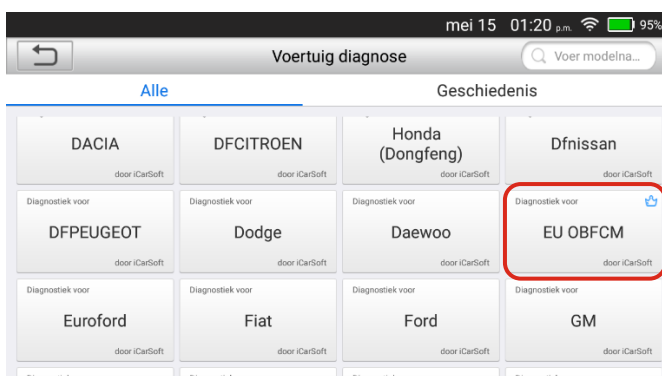 mei 15 01:20 p.m. 95%
Voertuig diagnose
Voer modelna...
Alle
Geschiedenis
DACIA
DFCITROEN
Honda
(Dongfeng)
Dfnissan
door iCarSoft
door iCarSoft
door iCarSoft
door iCarSoft
Diagnostiek voor
Diagnostiek voor
Diagnostiek voor
Diagnostiek voor
DFPEUGEOT
Dodge
Daewoo
EU OBFCM
door iCarSoft
door iCarSoft
door iCarSoft
door iCarSoft
Diagnostiek voor
Diagnostiek voor
Diagnostiek voor
Diagnostiek voor
Euroford
Fiat
Ford
GM
door iCarSoft
door iCarSoft
door iCarSoft
door iCarSoft